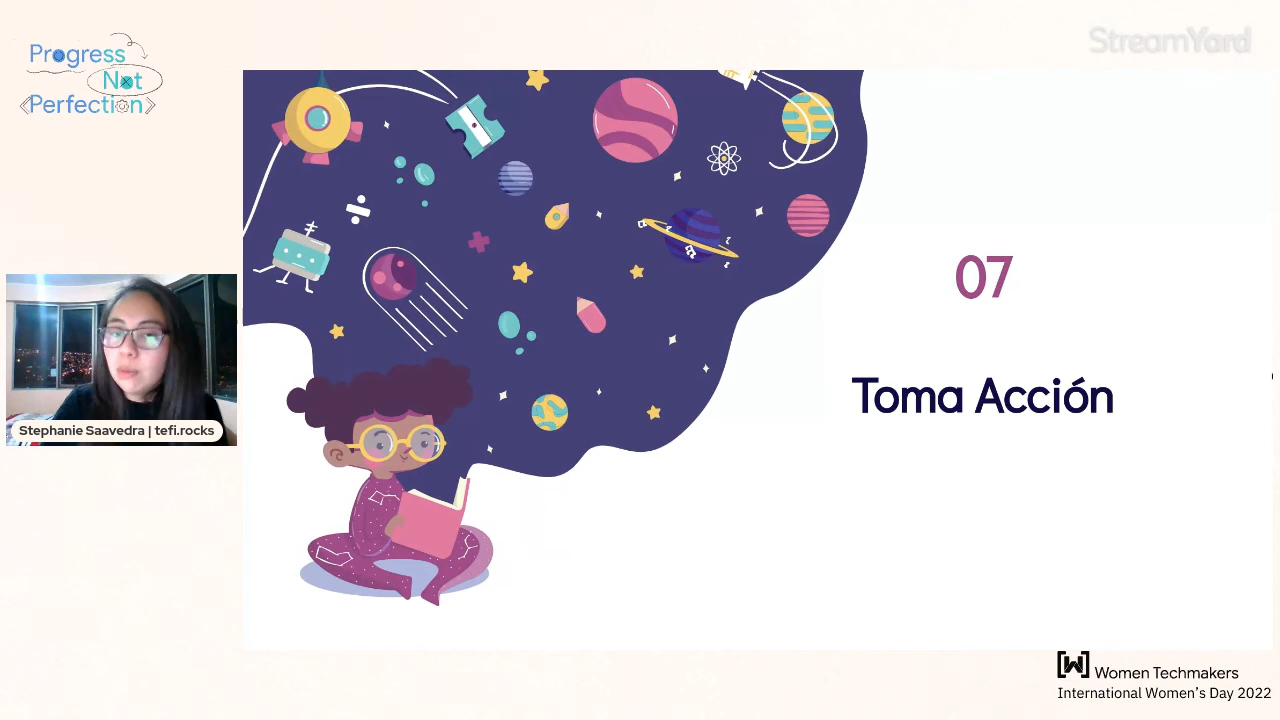 Progress
Not
Perfection
StreamYard
07
Toma Acción
Stephanie Saavedra | tefi.rocks
[W] Women Techmakers
International Women's Day 2022